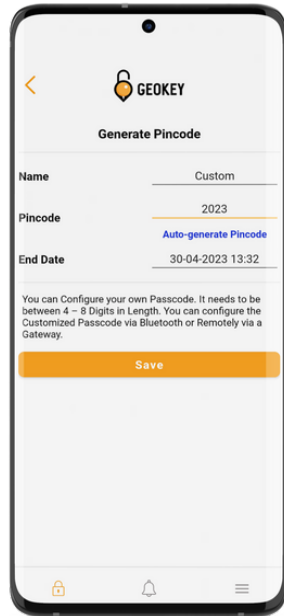 GEOKEY
Generate Pincode
Name Custom
Pincode 2023
Auto-generate Pincode
End Date 30-04-2023 13:32
You can Configure your own Passcode. It needs to be
between 4 – 8 Digits in Length. You can configure the
Customized Passcode via Bluetooth or Remotely via a
Gateway.
Save